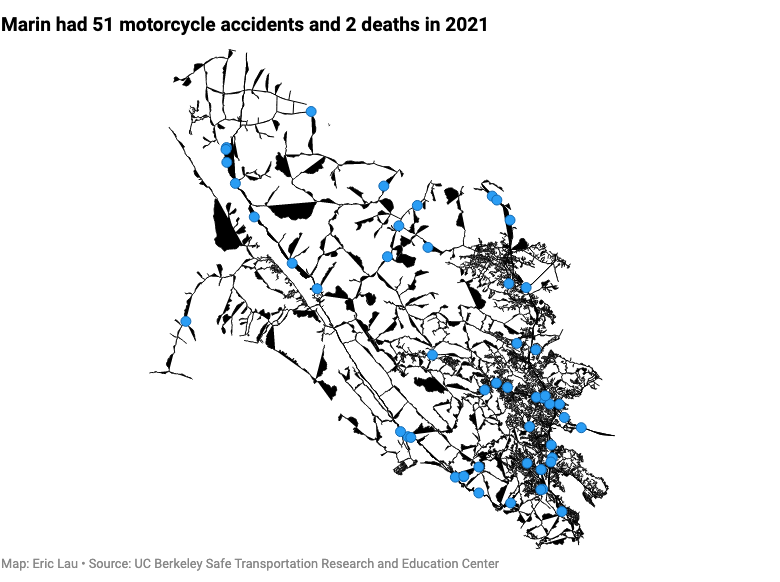 Marin had 51 motorcycle accidents and 2 deaths in 2021
Map: Eric Lau • Source: UC Berkeley Safe Transportation Research and Education Center